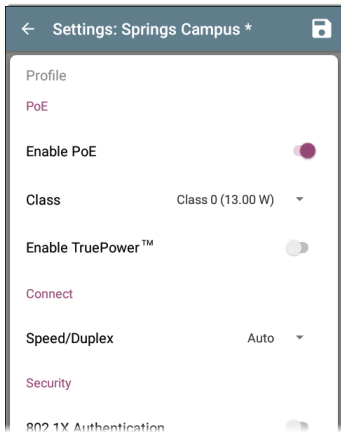 Settings: Springs Campus *
Profile
PoE
Enable PoE
Class Class 0 (13.00 W)
Enable TruePower™
Connect
Speed/Duplex Auto
Security
802.1X Authentication